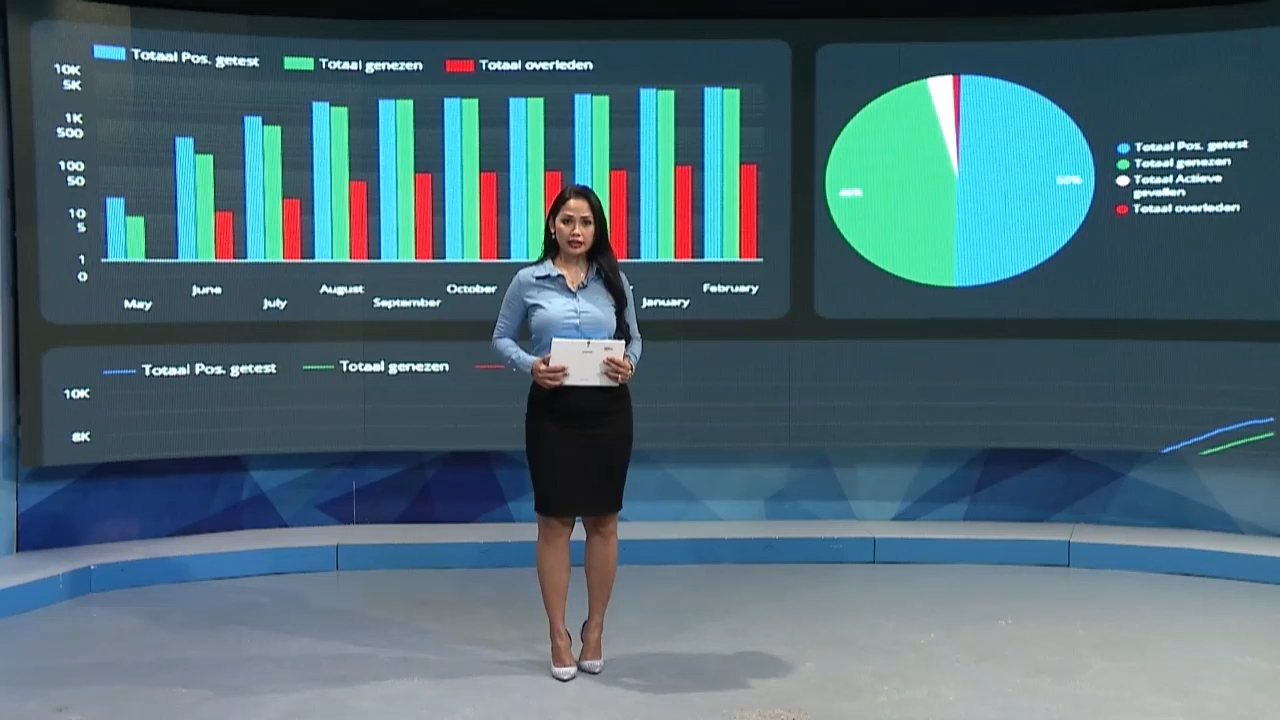 Totaal Pos. getest
Totaal genezen
Totaal overleden
10K
5K
1K
500
100
50
10
5
1
0
May
June
July
August
September
October
January
February
50%
Totaal Pos. getest
Totaal genezen
Totaal Actieve
gevallen
Totaal overleden
Totaal Pos. getest
Totaal genezen
10K
8K